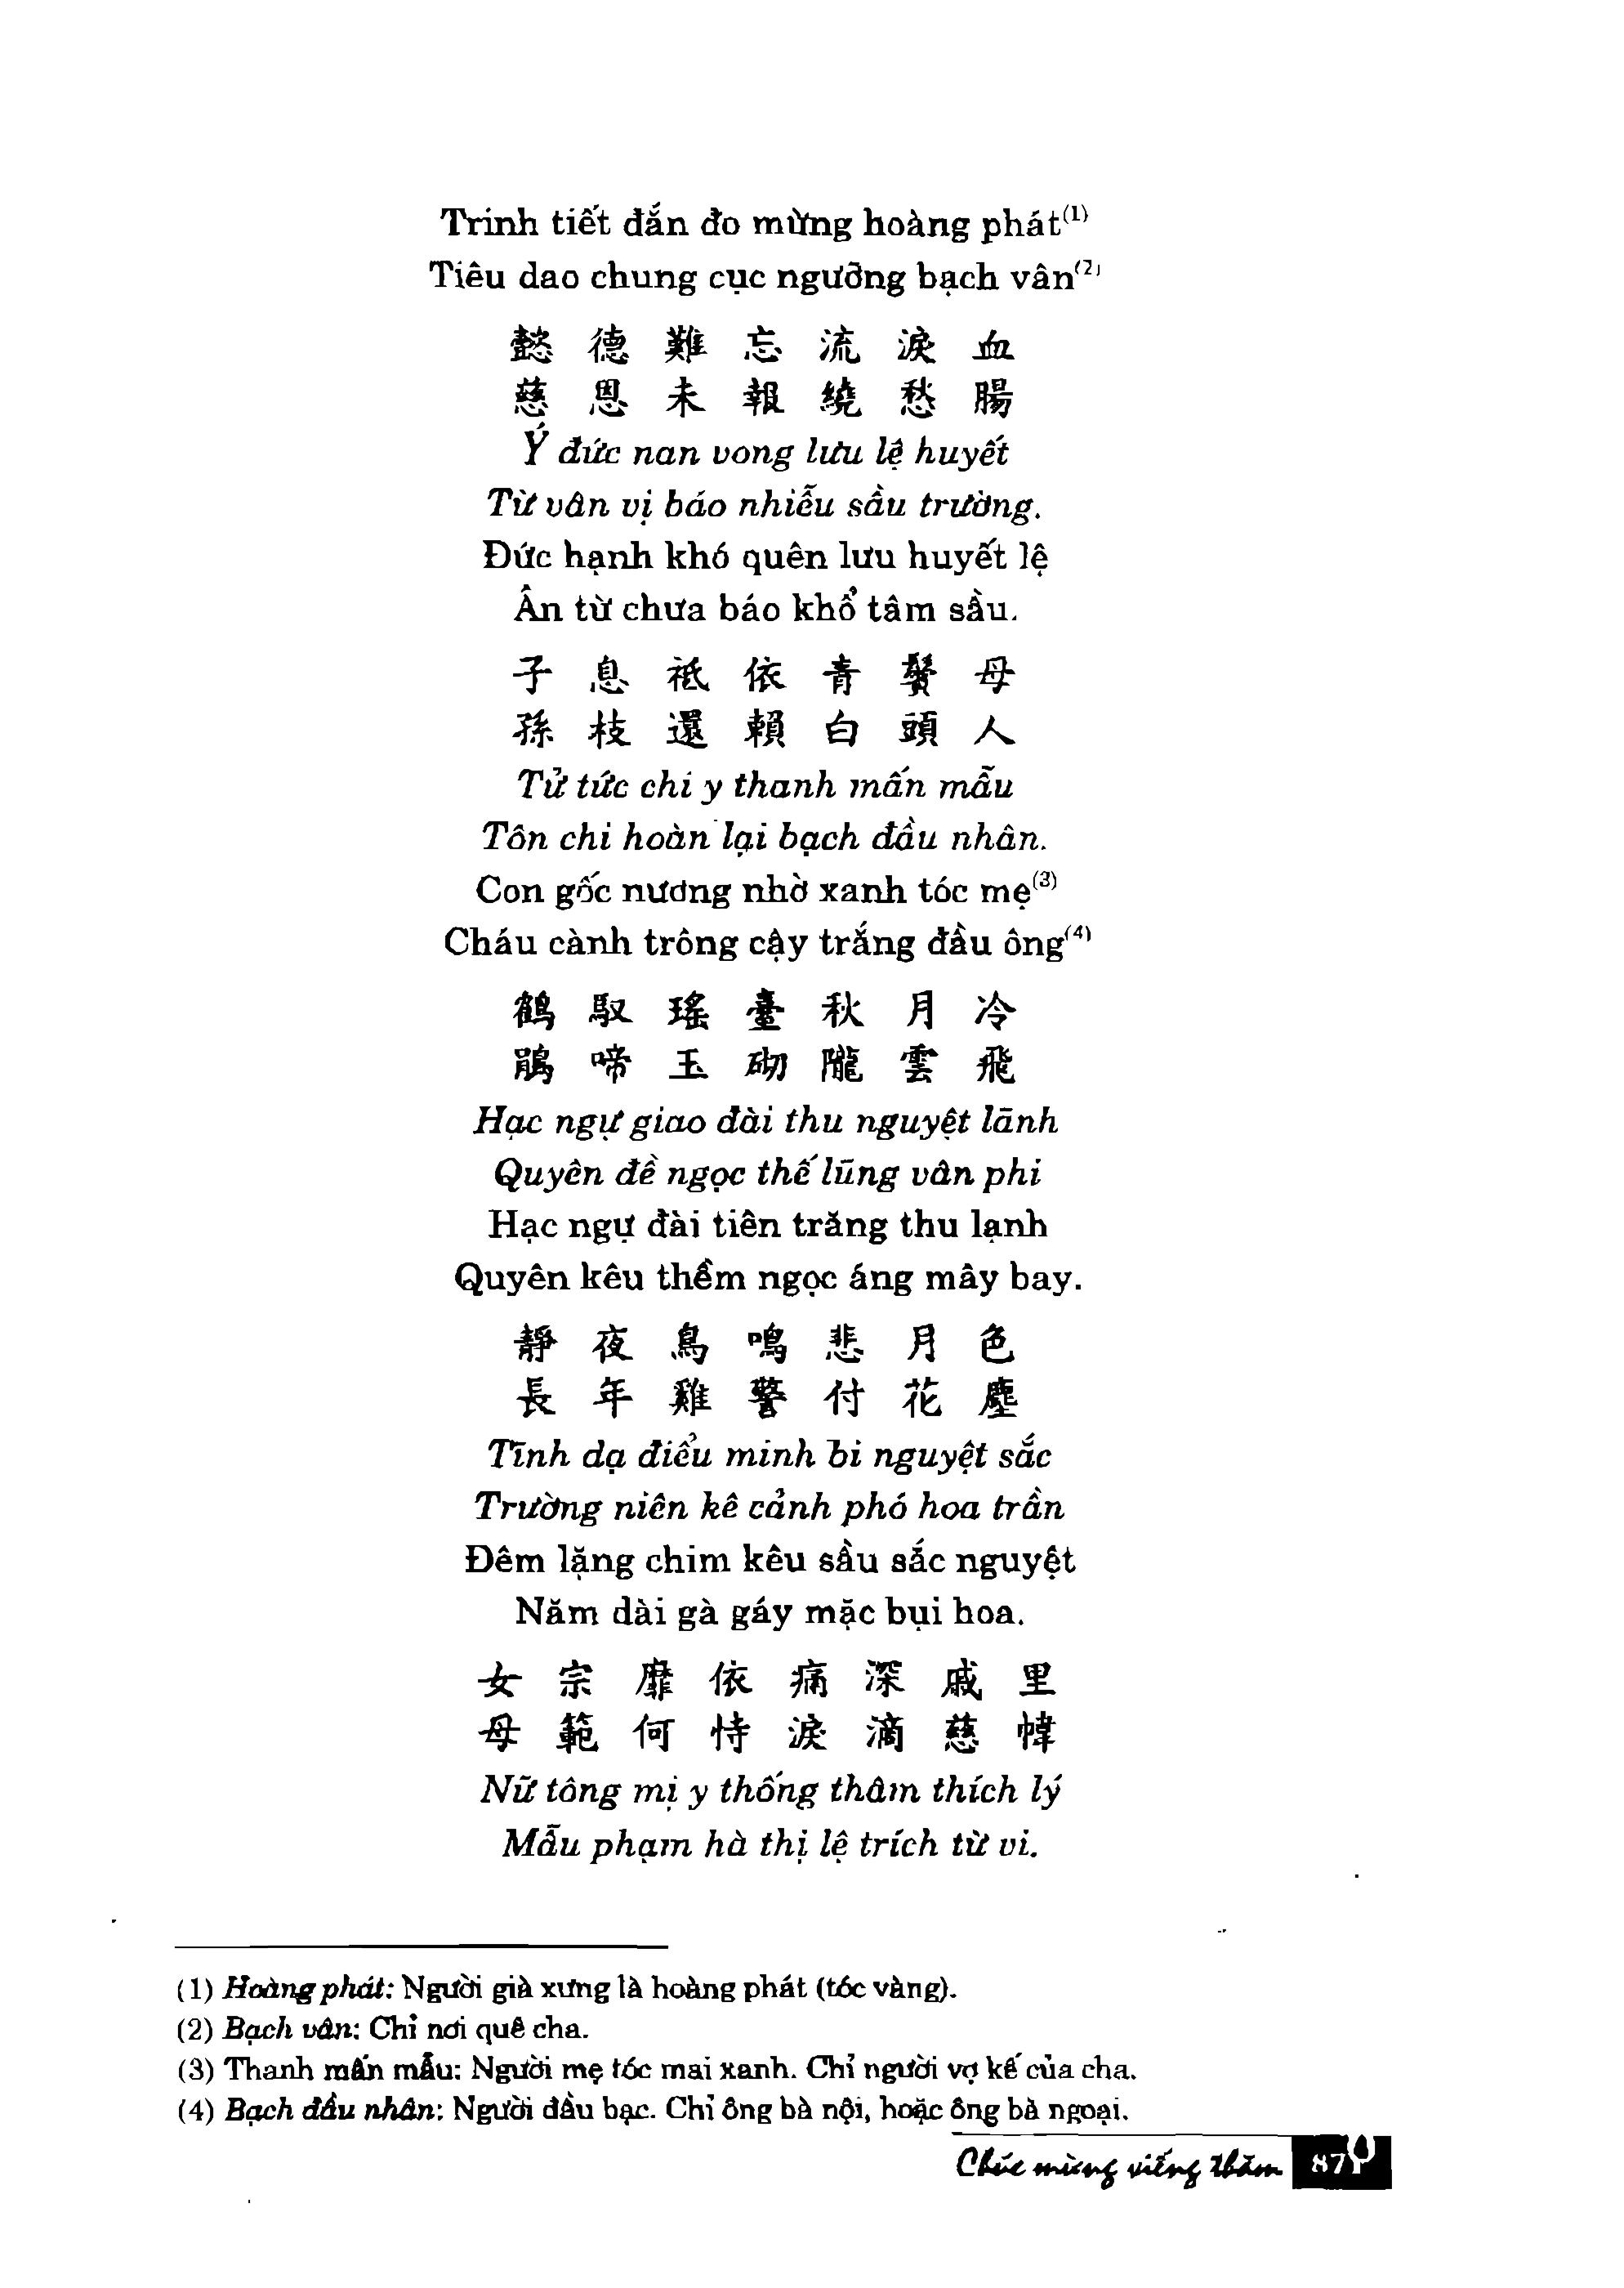 Trinh tiết đắn đo mừng hoàng phát(1)
Tiêu dao chung cục ngưỡng bạch vân(2)
懿德難忘流淚血
慈恩未報繞愁腸
Ý đức nan vong lưu lệ huyết
Từ vân vị báo nhiễu sầu trường.
Đức hạnh khó quên lưu huyết lệ
Ân từ chưa báo khổ tâm sầu.
子息祗依青鬢母
孫枝還賴白頭人
Tử tức chi y thanh mấn mẫu
Tôn chi hoàn lại bạch đầu nhân.
Con gốc nương nhờ xanh tóc mẹ(3)
Cháu cành trông cậy trắng đầu ông(4)
鶴馭瑤臺秋月冷
鵑啼玉砌隴雲飛
Hạc ngự giao đài thu nguyệt lãnh
Quyên đề ngọc thế lũng vân phi
Hạc ngự đài tiên trăng thu lạnh
Quyên kêu thềm ngọc áng mây bay.
靜夜鳥鳴悲月色
長年雞警付花塵
Tĩnh dạ điểu minh bi nguyệt sắc
Trường niên kê cảnh phó hoa trần
Đêm lặng chim kêu sầu sắc nguyệt
Năm dài gà gáy mặc bụi hoa.
女宗靡依痛深戚里
母範何恃淚滴慈幃
Nữ tông mị y thống thâm thích lý
Mẫu phạm hà thị lệ trích từ vi.
(1) Hoàng phát: Người già xưng là hoàng phát (tóc vàng).
(2) Bạch vân: Chỉ nơi quê cha.
(3) Thanh mấn mẫu: Người mẹ tóc mai xanh. Chỉ người vợ kế của cha.
(4) Bạch đầu nhân: Người đầu bạc. Chỉ ông bà nội, hoặc ông bà ngoại.
Chúc mừng viếng thăm 87